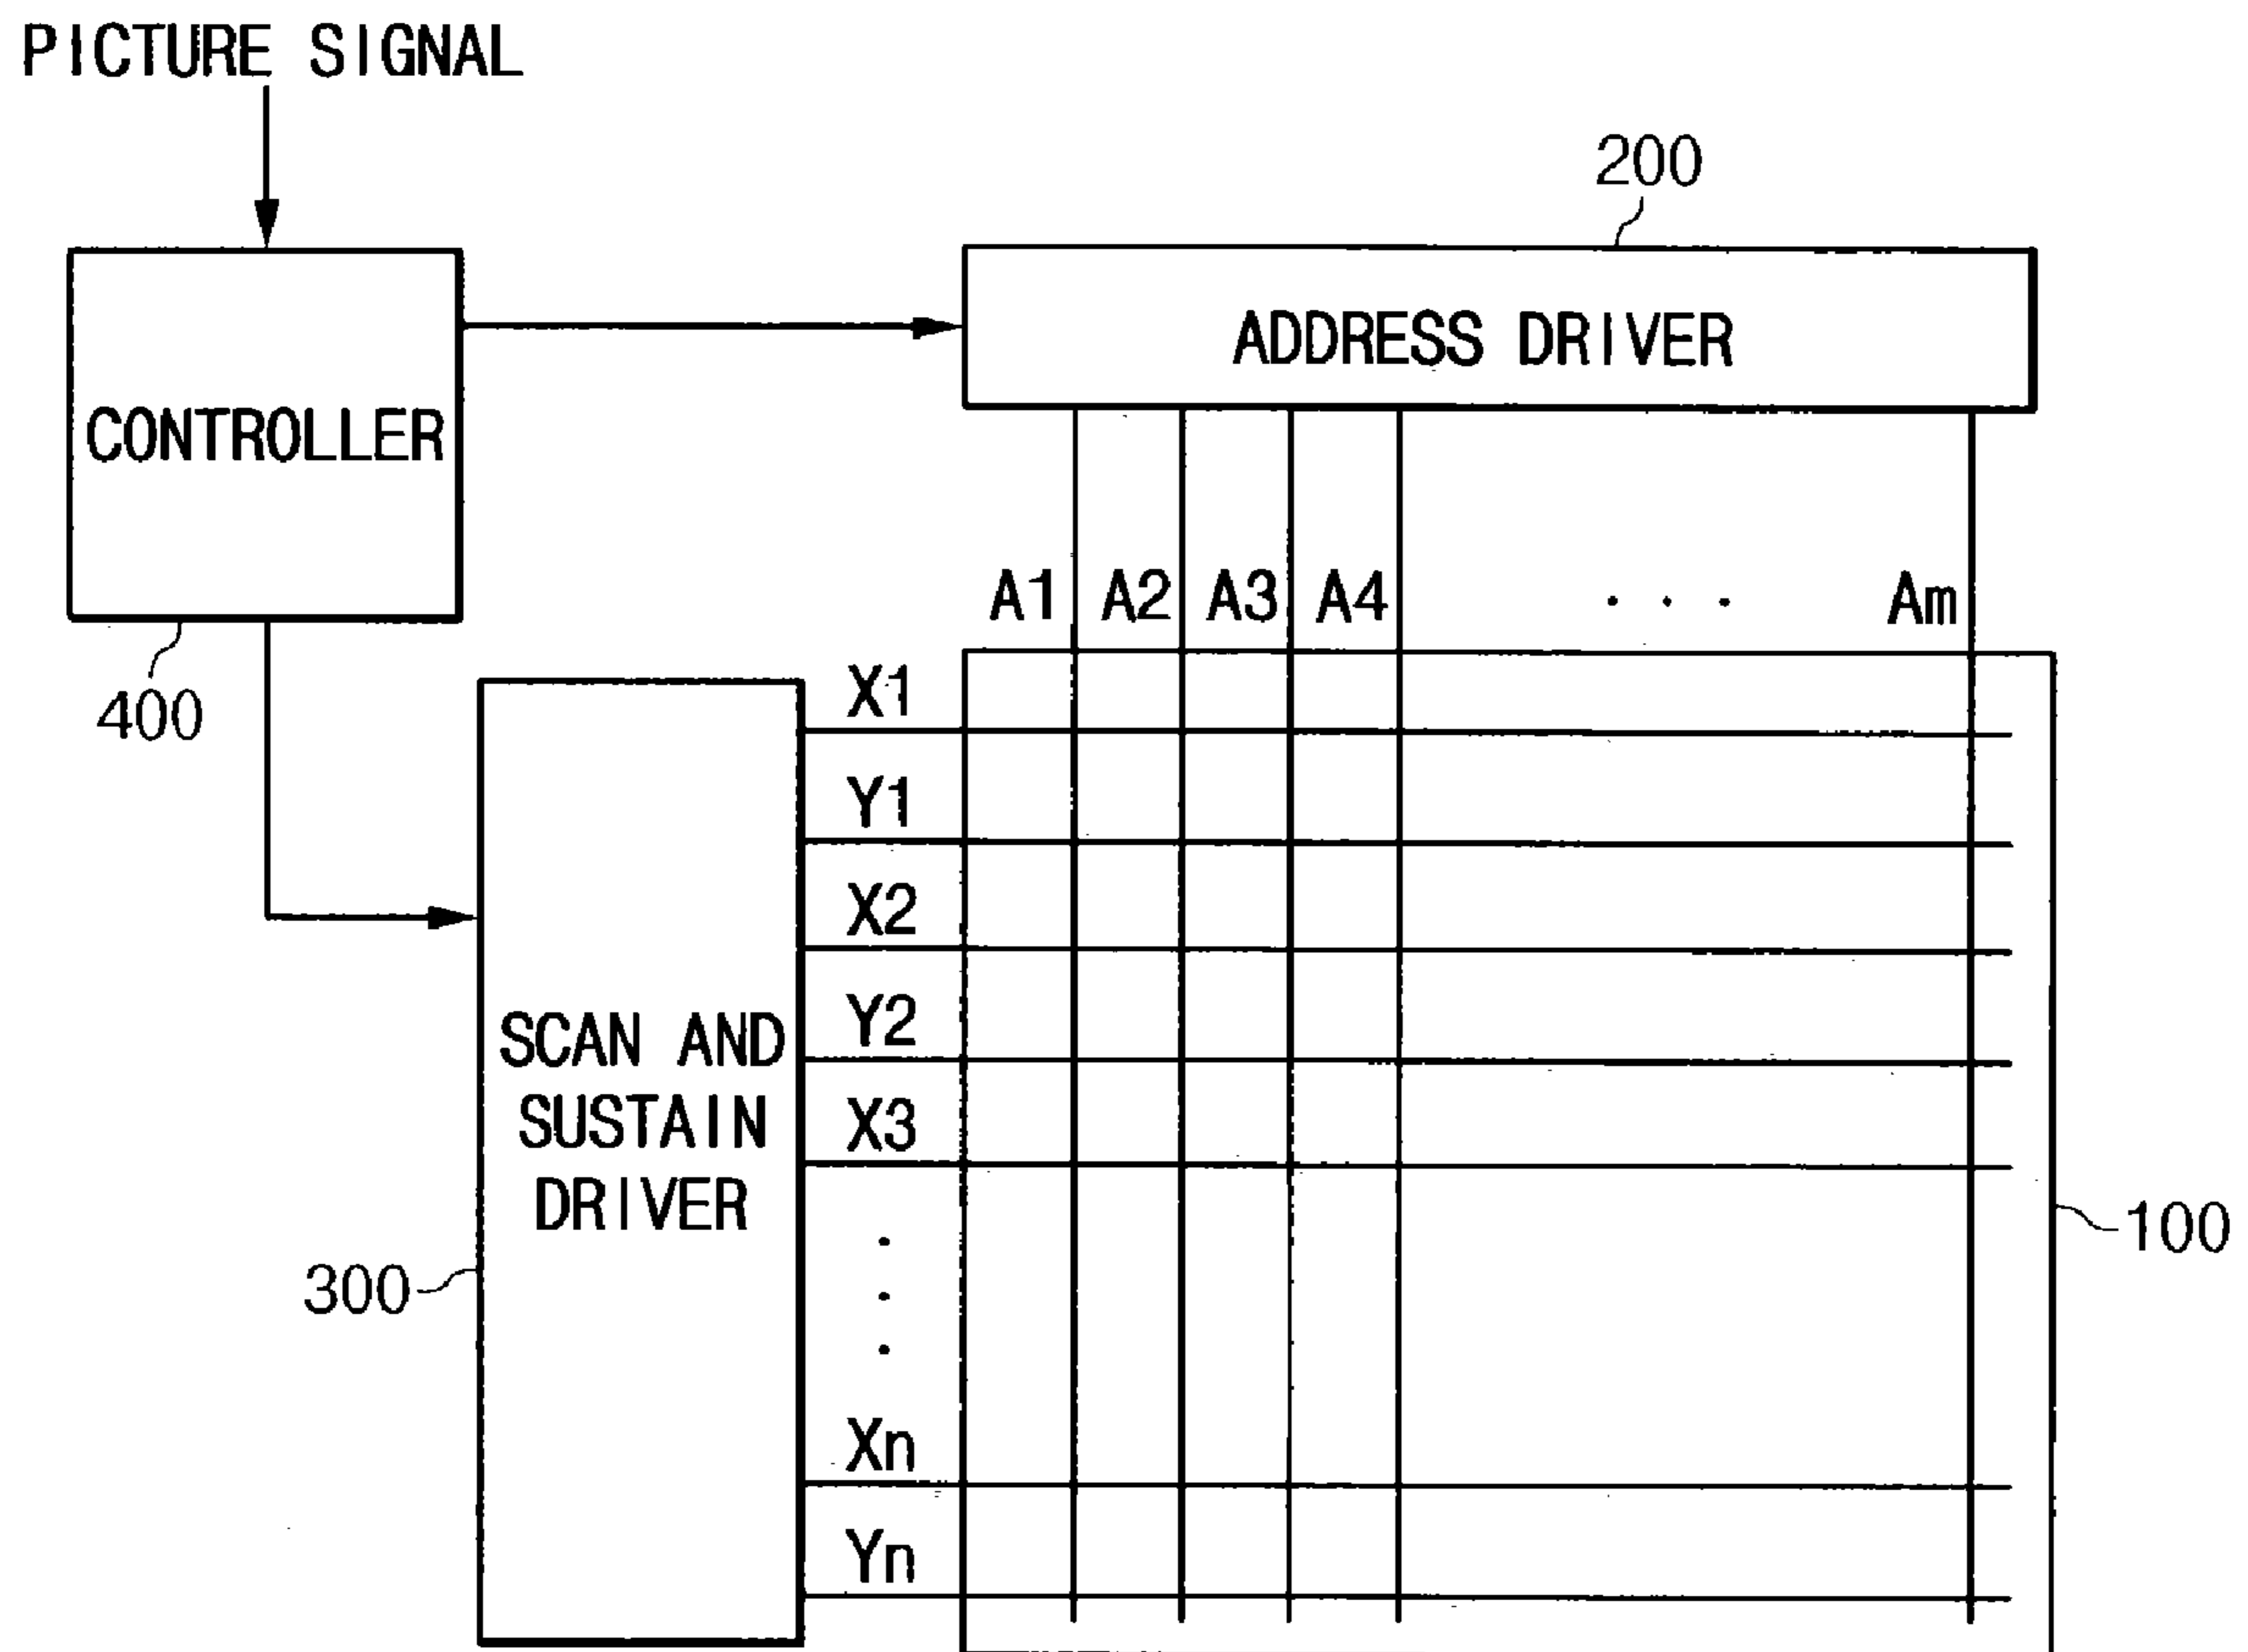 PICTURE SIGNAL
200
ADDRESS DRIVER
CONTROLLER
A1 A2 A3 A4 . . . Am
400
X1
Y1
X2
Y2
X3
SCAN AND
SUSTAIN
DRIVER
100
300
.
.
.
Xn
Yn